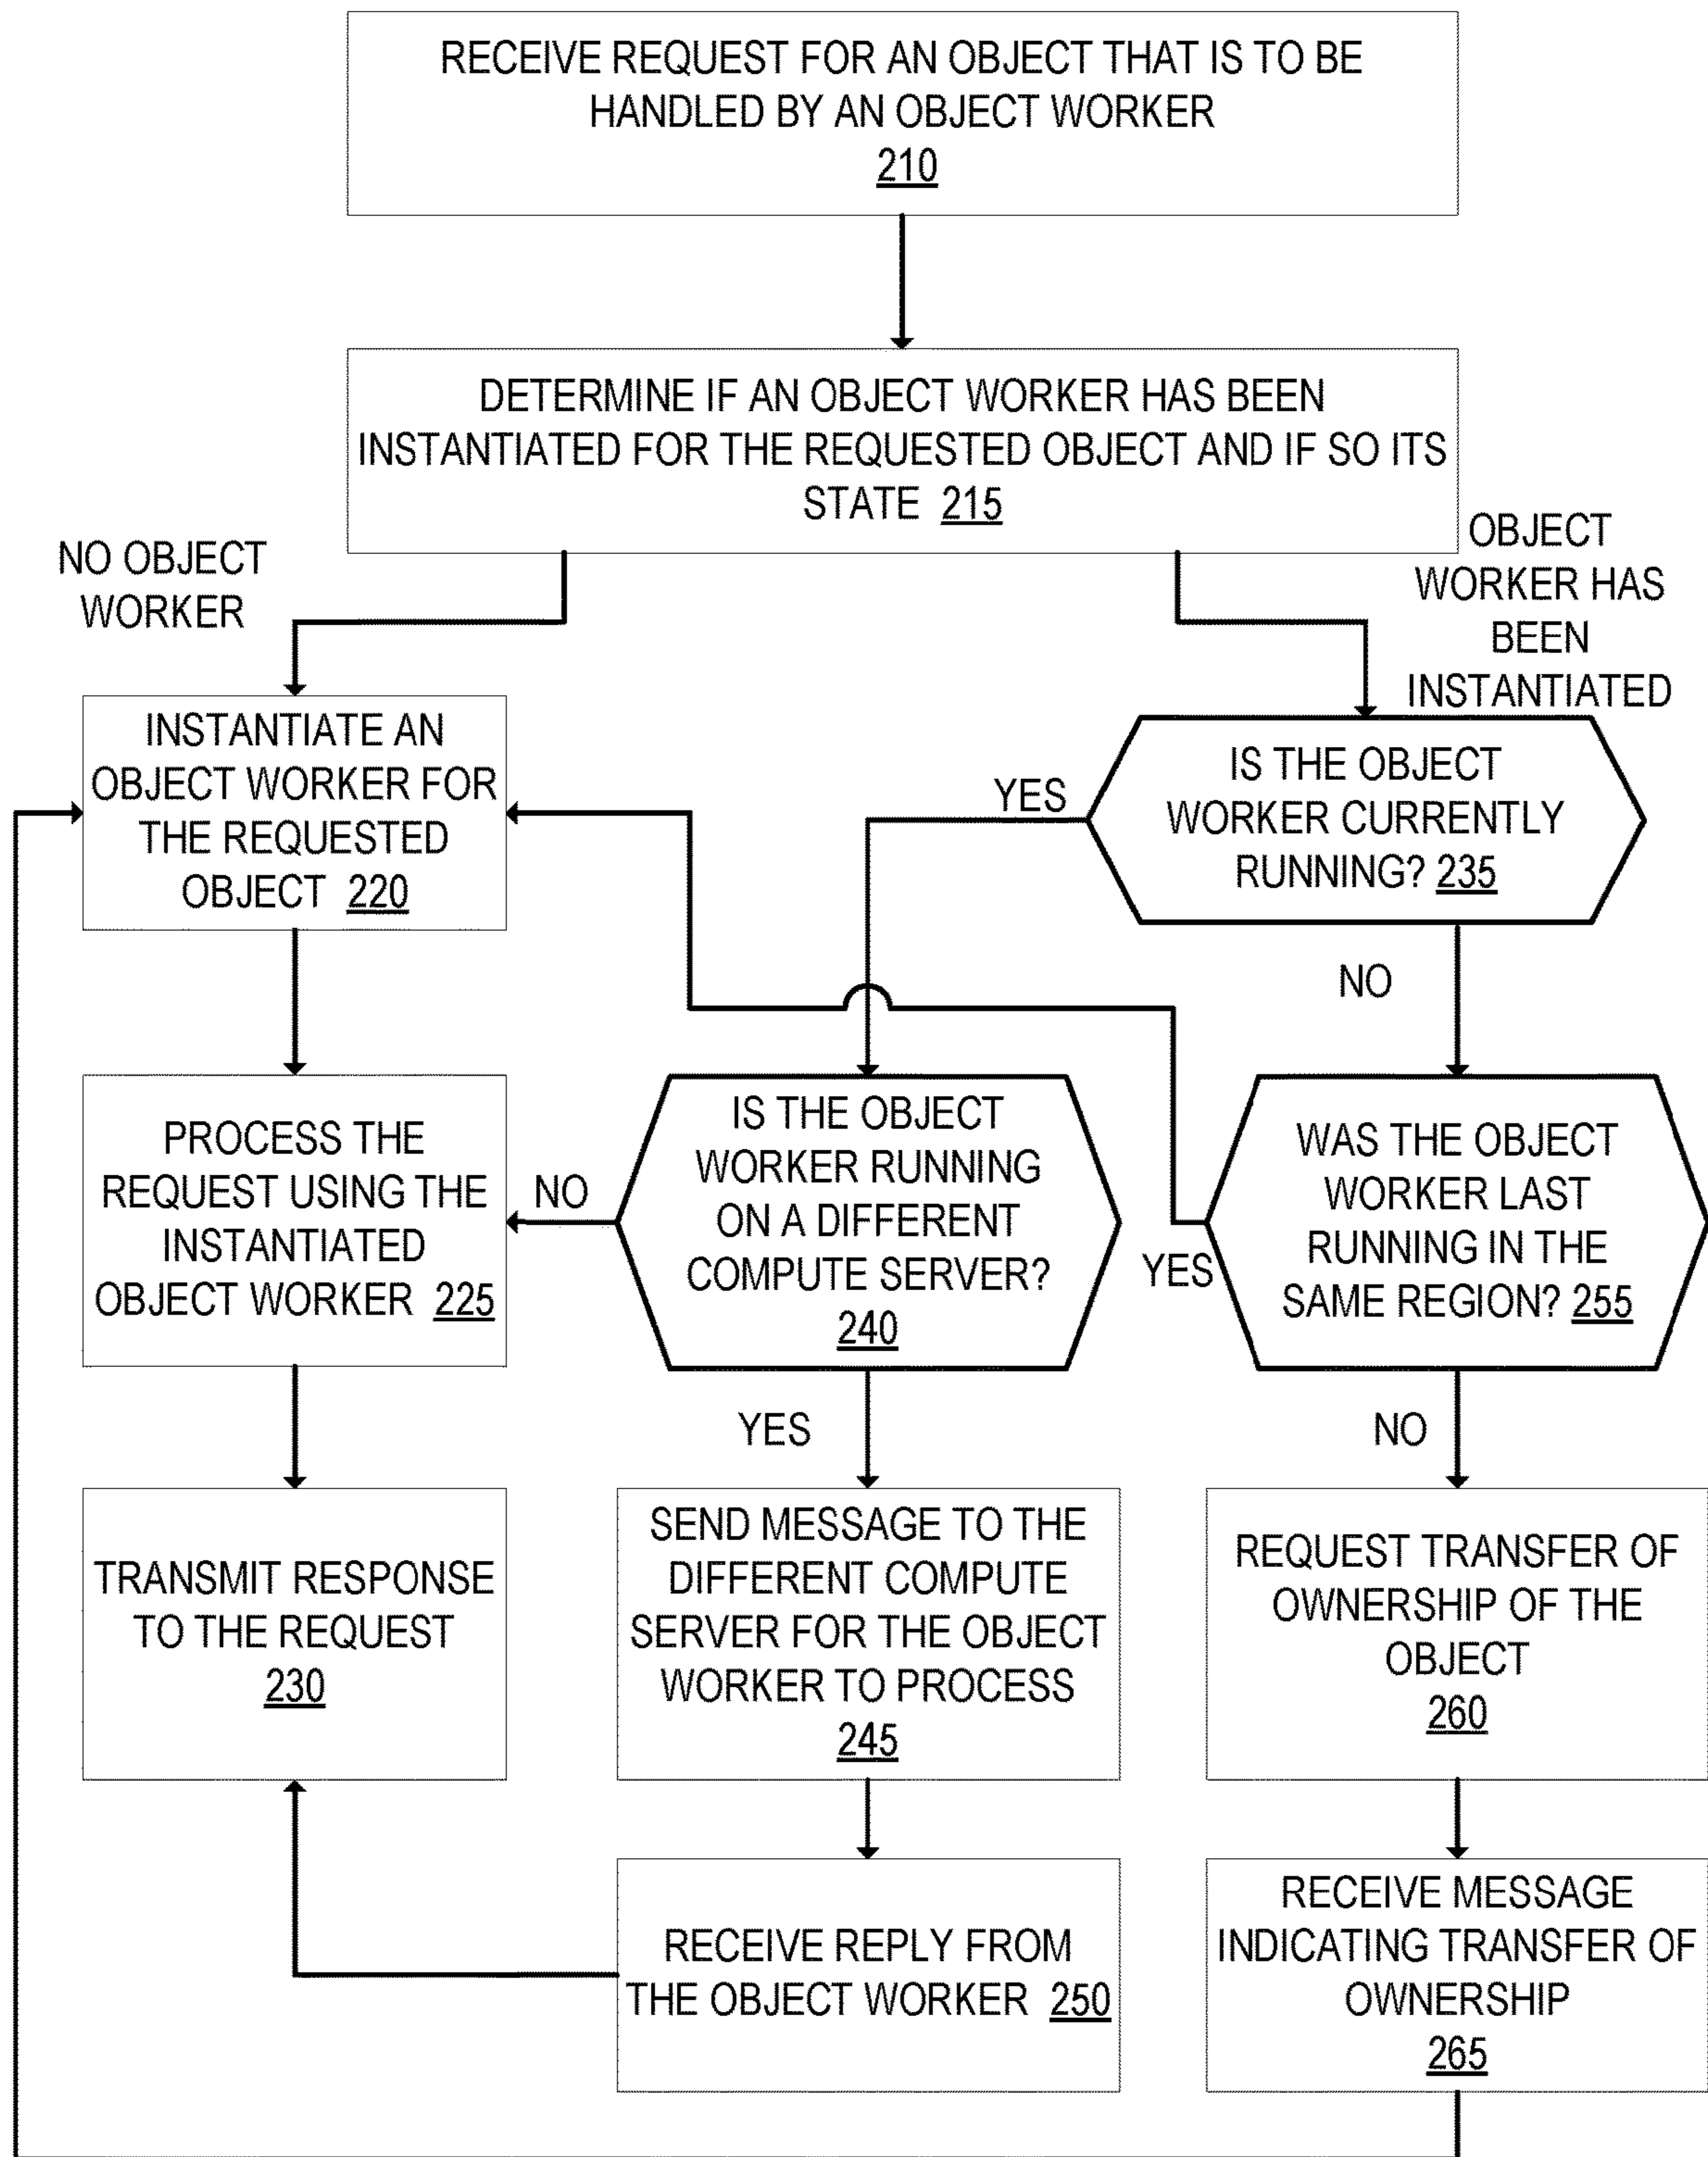 RECEIVE REQUEST FOR AN OBJECT THAT IS TO BE
HANDLED BY AN OBJECT WORKER
210
DETERMINE IF AN OBJECT WORKER HAS BEEN
INSTANTIATED FOR THE REQUESTED OBJECT AND IF SO ITS
STATE 215
NO OBJECT
WORKER
OBJECT
WORKER HAS
BEEN
INSTANTIATED
INSTANTIATE AN
OBJECT WORKER FOR
THE REQUESTED
OBJECT 220
YES
IS THE OBJECT
WORKER CURRENTLY
RUNNING? 235
NO
PROCESS THE
REQUEST USING THE
INSTANTIATED
OBJECT WORKER 225
NO
IS THE OBJECT
WORKER RUNNING
ON A DIFFERENT
COMPUTE SERVER?
240
YES
WAS THE OBJECT
WORKER LAST
RUNNING IN THE
SAME REGION? 255
YES
NO
TRANSMIT RESPONSE
TO THE REQUEST
230
SEND MESSAGE TO THE
DIFFERENT COMPUTE
SERVER FOR THE OBJECT
WORKER TO PROCESS
245
REQUEST TRANSFER OF
OWNERSHIP OF THE
OBJECT
260
RECEIVE REPLY FROM
THE OBJECT WORKER 250
RECEIVE MESSAGE
INDICATING TRANSFER OF
OWNERSHIP
265